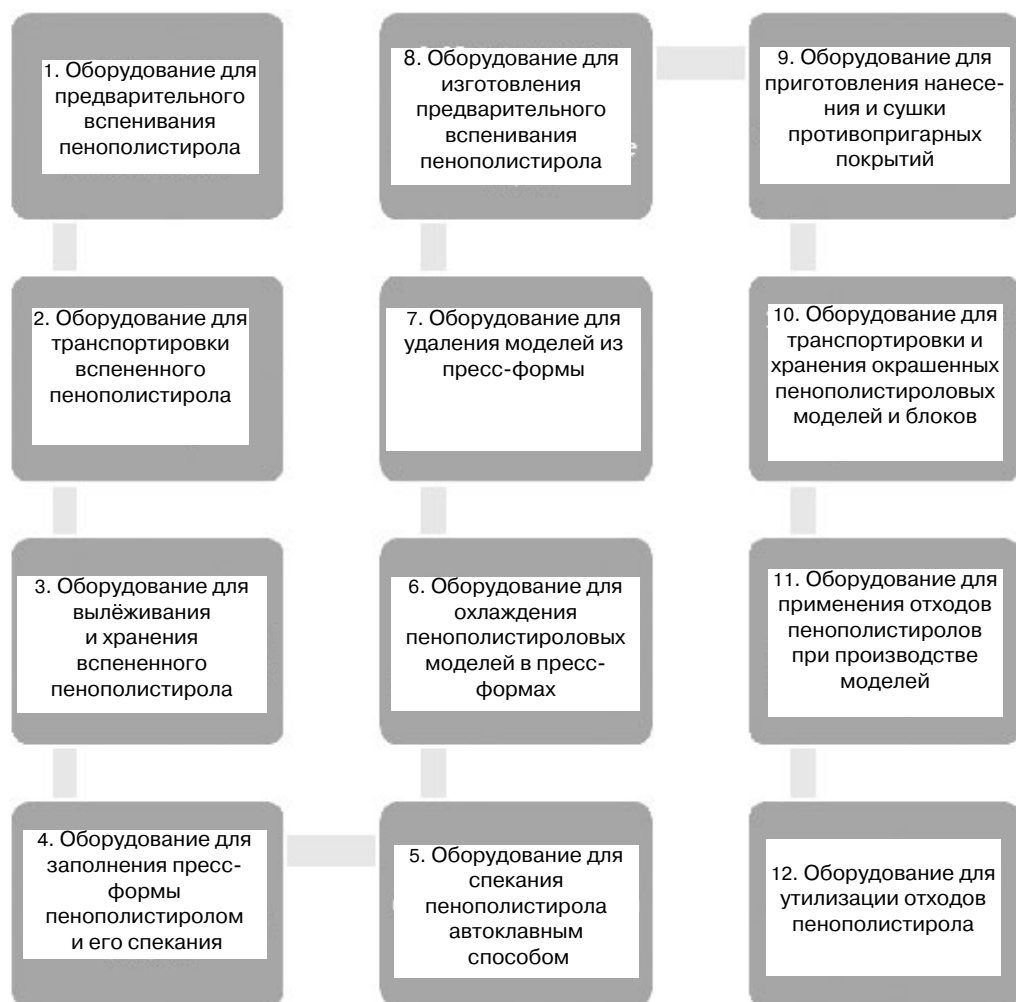 1. Оборудование для
предварительного
вспенивания
пенополистирола
2. Оборудование для
транспортировки
вспененного
пенополистирола
3. Оборудование для
вылёживания
и хранения
вспененного
пенополистирола
4. Оборудование для
заполнения пресс-
формы
пенополистиролом
и его спекания
5. Оборудование для
спекания
пенополистирола
автоклавным
способом
6. Оборудование для
охлаждения
пенополистироловых
моделей в пресс-
формах
7. Оборудование для
удаления моделей из
пресс-формы
8. Оборудование для
изготовления
предварительного
вспенивания
пенополистирола
9. Оборудование для
приготовления нанесе-
ния и сушки
противопригарных
покрытий
10. Оборудование для
транспортировки и
хранения окрашенных
пенополистироловых
моделей и блоков
11. Оборудование для
применения отходов
пенополистиролов
при производстве
моделей
12. Оборудование для
утилизации отходов
пенополистирола